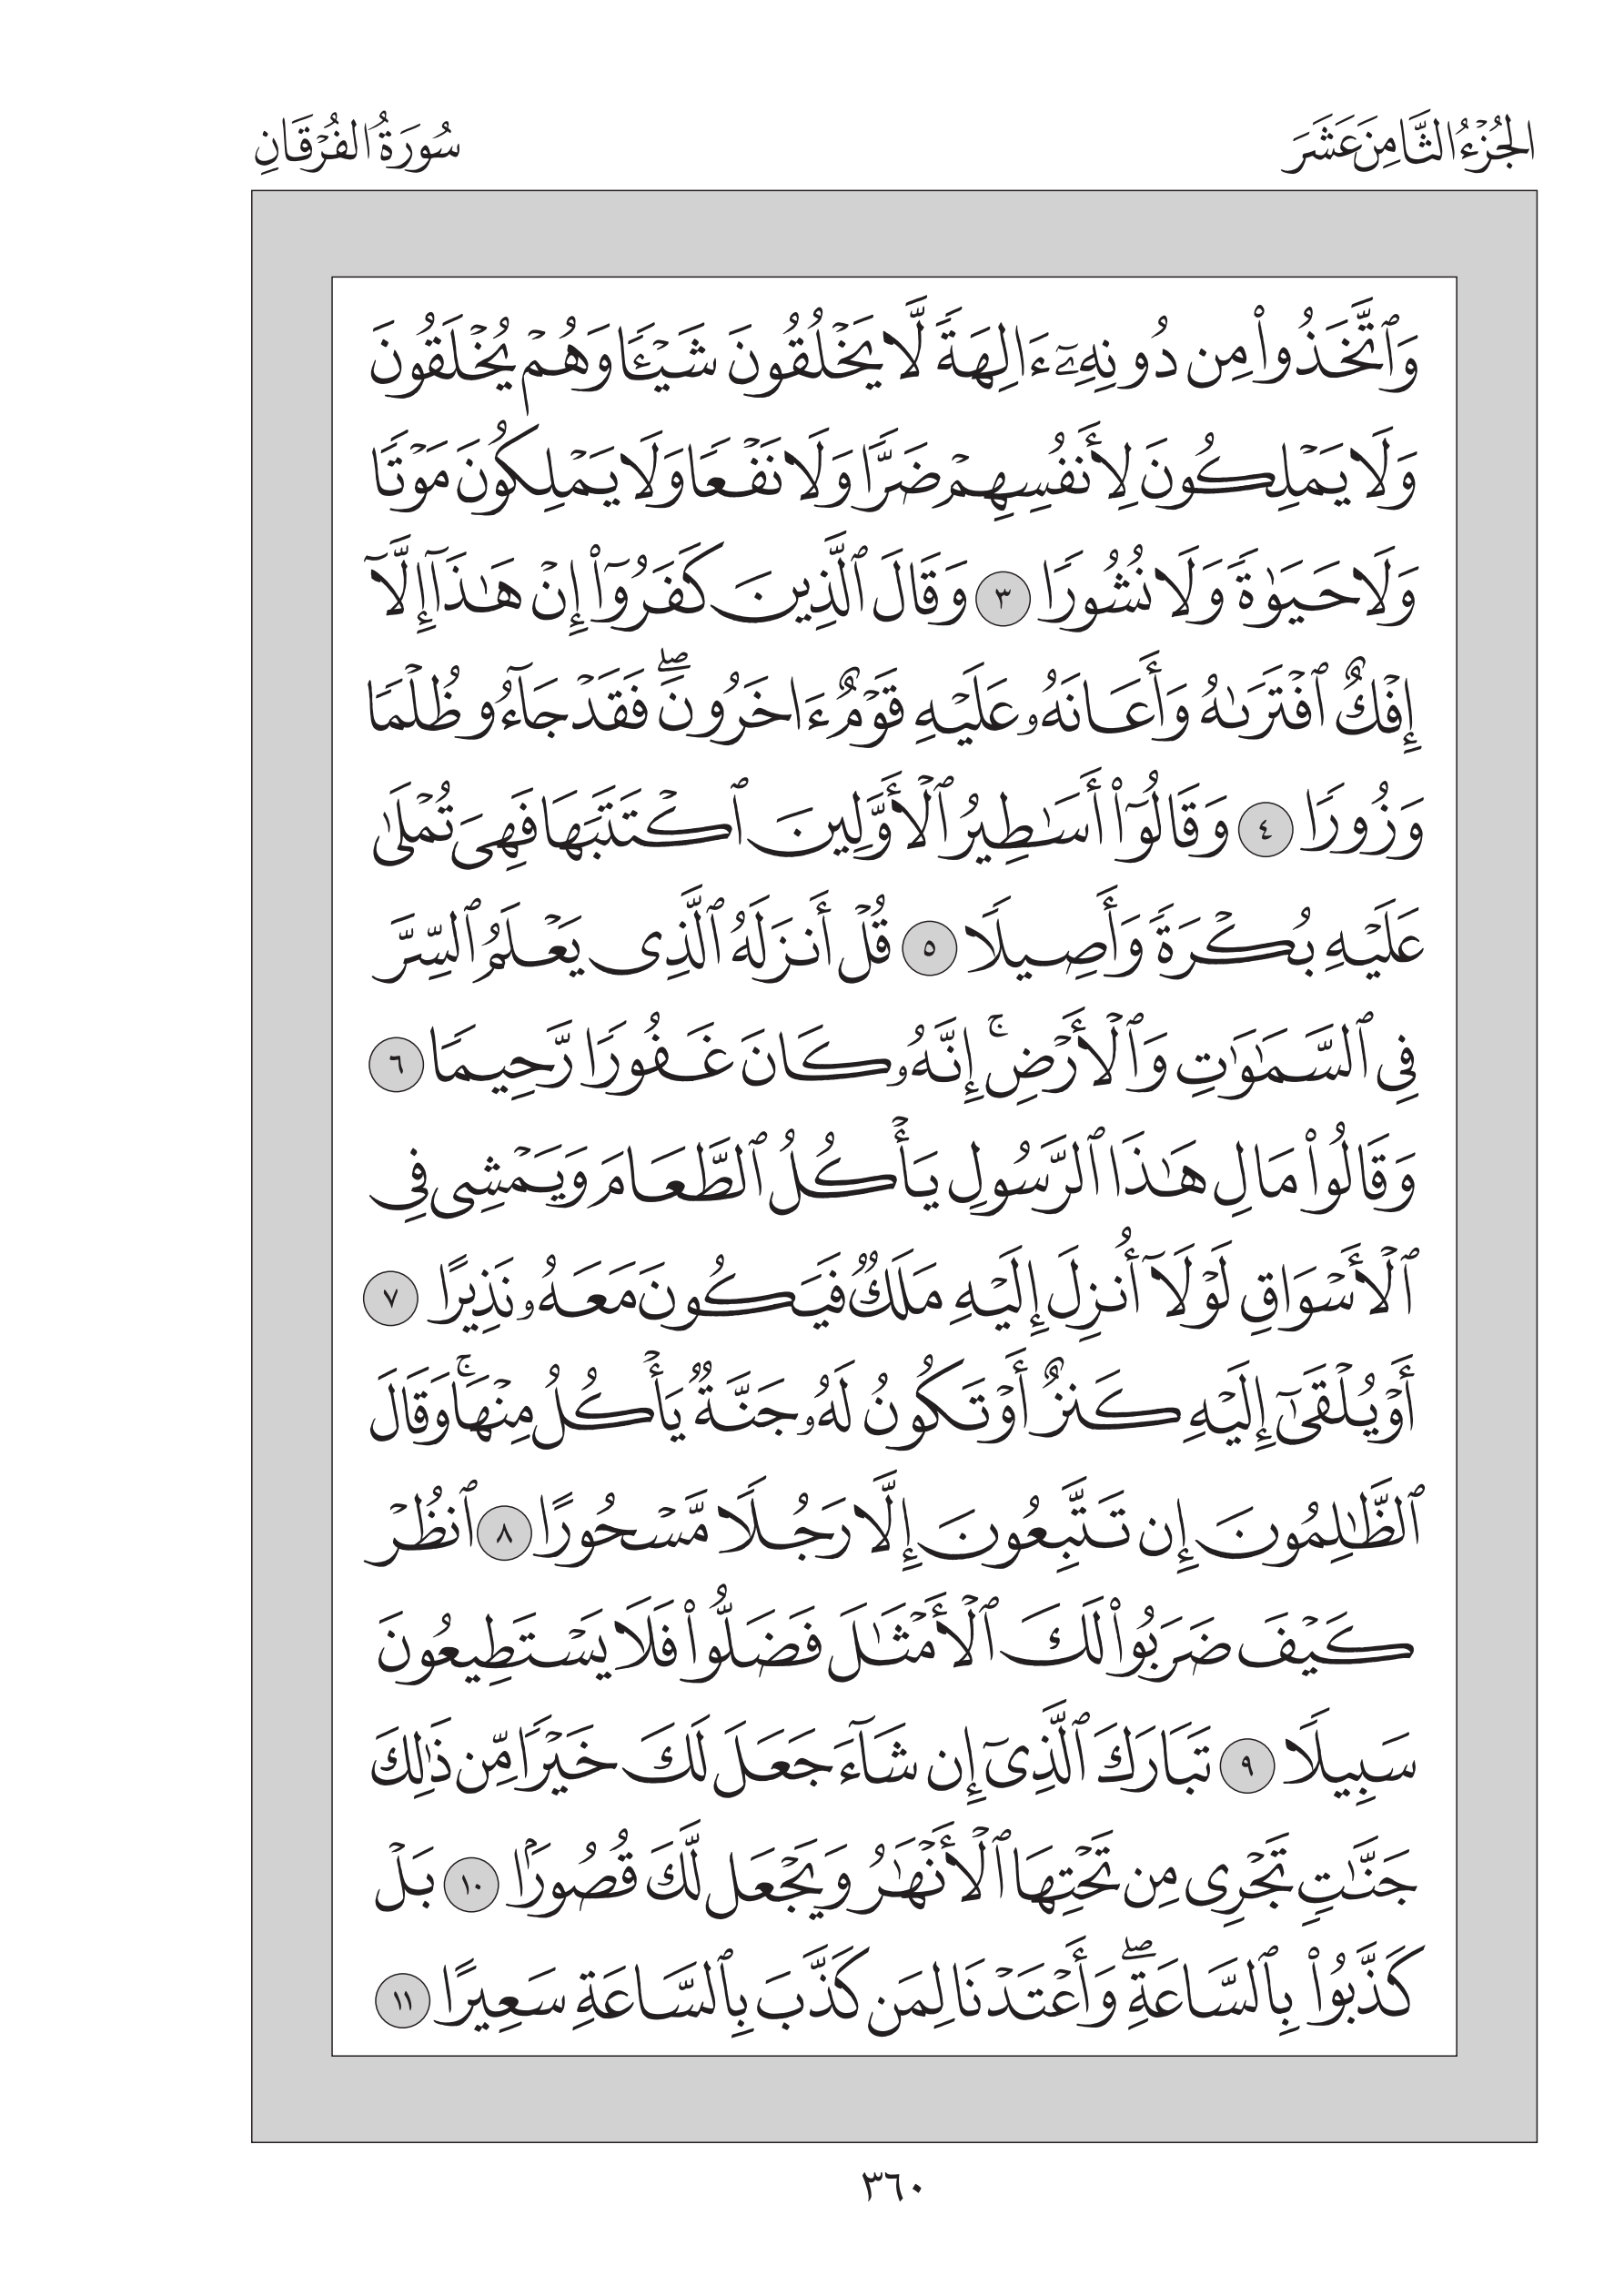 الجُزْءُ الثَّامِنَ عَشَرَ
سُورَةُ الفُرْقَانِ
وَٱتَّخَذُواْ مِن دُونِهِۦٓ ءَالِهَةً لَّا يَخْلُقُونَ شَيْـًٔا وَهُمْ يُخْلَقُونَ
وَلَا يَمْلِكُونَ لِأَنفُسِهِمْ ضَرًّا وَلَا نَفْعًا وَلَا يَمْلِكُونَ مَوْتًا
وَلَا حَيَوٰةً وَلَا نُشُورًا ٣ وَقَالَ ٱلَّذِينَ كَفَرُوٓاْ إِنْ هَٰذَآ إِلَّآ
إِفْكٌ ٱفْتَرَىٰهُ وَأَعَانَهُۥ عَلَيْهِ قَوْمٌ ءَاخَرُونَۖ فَقَدْ جَآءُو ظُلْمًا
وَزُورًا ٤ وَقَالُوٓاْ أَسَٰطِيرُ ٱلْأَوَّلِينَ ٱكْتَتَبَهَا فَهِىَ تُمْلَىٰ
عَلَيْهِ بُكْرَةً وَأَصِيلًا ٥ قُلْ أَنزَلَهُ ٱلَّذِى يَعْلَمُ ٱلسِّرَّ
فِى ٱلسَّمَٰوَٰتِ وَٱلْأَرْضِۚ إِنَّهُۥ كَانَ غَفُورًا رَّحِيمًا ٦
وَقَالُواْ مَالِ هَٰذَا ٱلرَّسُولِ يَأْكُلُ ٱلطَّعَامَ وَيَمْشِى فِى
ٱلْأَسْوَاقِ لَوْلَآ أُنزِلَ إِلَيْهِ مَلَكٌ فَيَكُونَ مَعَهُۥ نَذِيرًا ٧
أَوْ يُلْقَىٰٓ إِلَيْهِ كَنزٌ أَوْ تَكُونُ لَهُۥ جَنَّةٌ يَأْكُلُ مِنْهَاۚ وَقَالَ
ٱلظَّٰلِمُونَ إِن تَتَّبِعُونَ إِلَّا رَجُلًا مَّسْحُورًا ٨ ٱنظُرْ
كَيْفَ ضَرَبُواْ لَكَ ٱلْأَمْثَٰلَ فَضَلُّواْ فَلَا يَسْتَطِيعُونَ
سَبِيلًا ٩ تَبَارَكَ ٱلَّذِىٓ إِن شَآءَ جَعَلَ لَكَ خَيْرًا مِّن ذَٰلِكَ
جَنَّٰتٍ تَجْرِى مِن تَحْتِهَا ٱلْأَنْهَٰرُ وَيَجْعَل لَّكَ قُصُورًۢا ١٠ بَلْ
كَذَّبُواْ بِٱلسَّاعَةِۖ وَأَعْتَدْنَا لِمَن كَذَّبَ بِٱلسَّاعَةِ سَعِيرًا ١١
٣٦٠